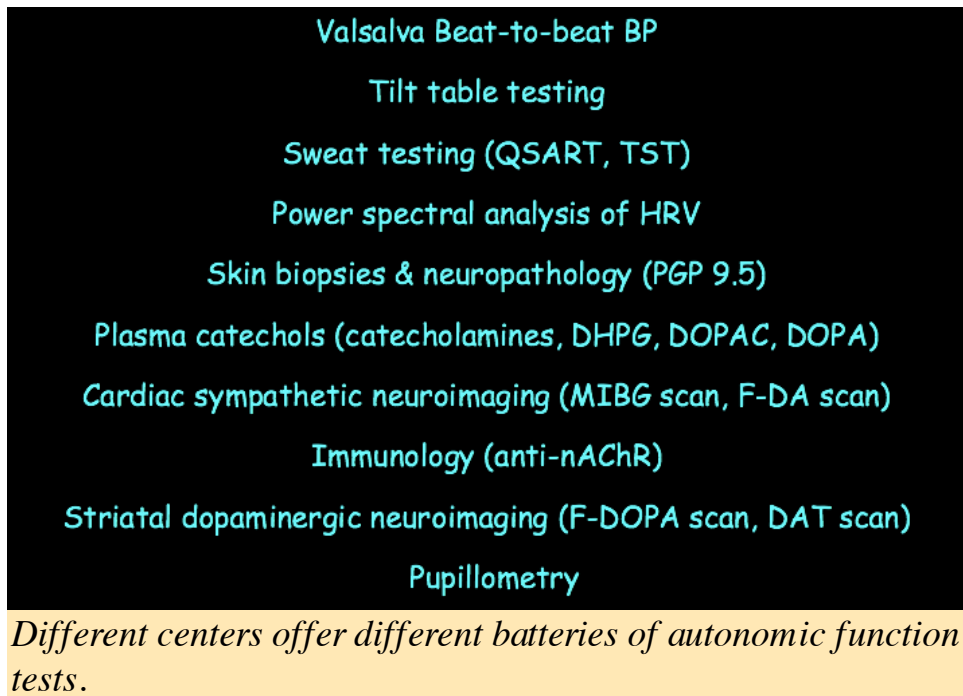 Valsalva Beat-to-beat BP
Tilt table testing
Sweat testing (QSART, TST)
Power spectral analysis of HRV
Skin biopsies & neuropathology (PGP 9.5)
Plasma catechols (catecholamines, DHPG, DOPAC, DOPA)
Cardiac sympathetic neuroimaging (MIBG scan, F-DA scan)
Immunology (anti-nAChR)
Striatal dopaminergic neuroimaging (F-DOPA scan, DAT scan)
Pupillometry
Different centers offer different batteries of autonomic function
tests.